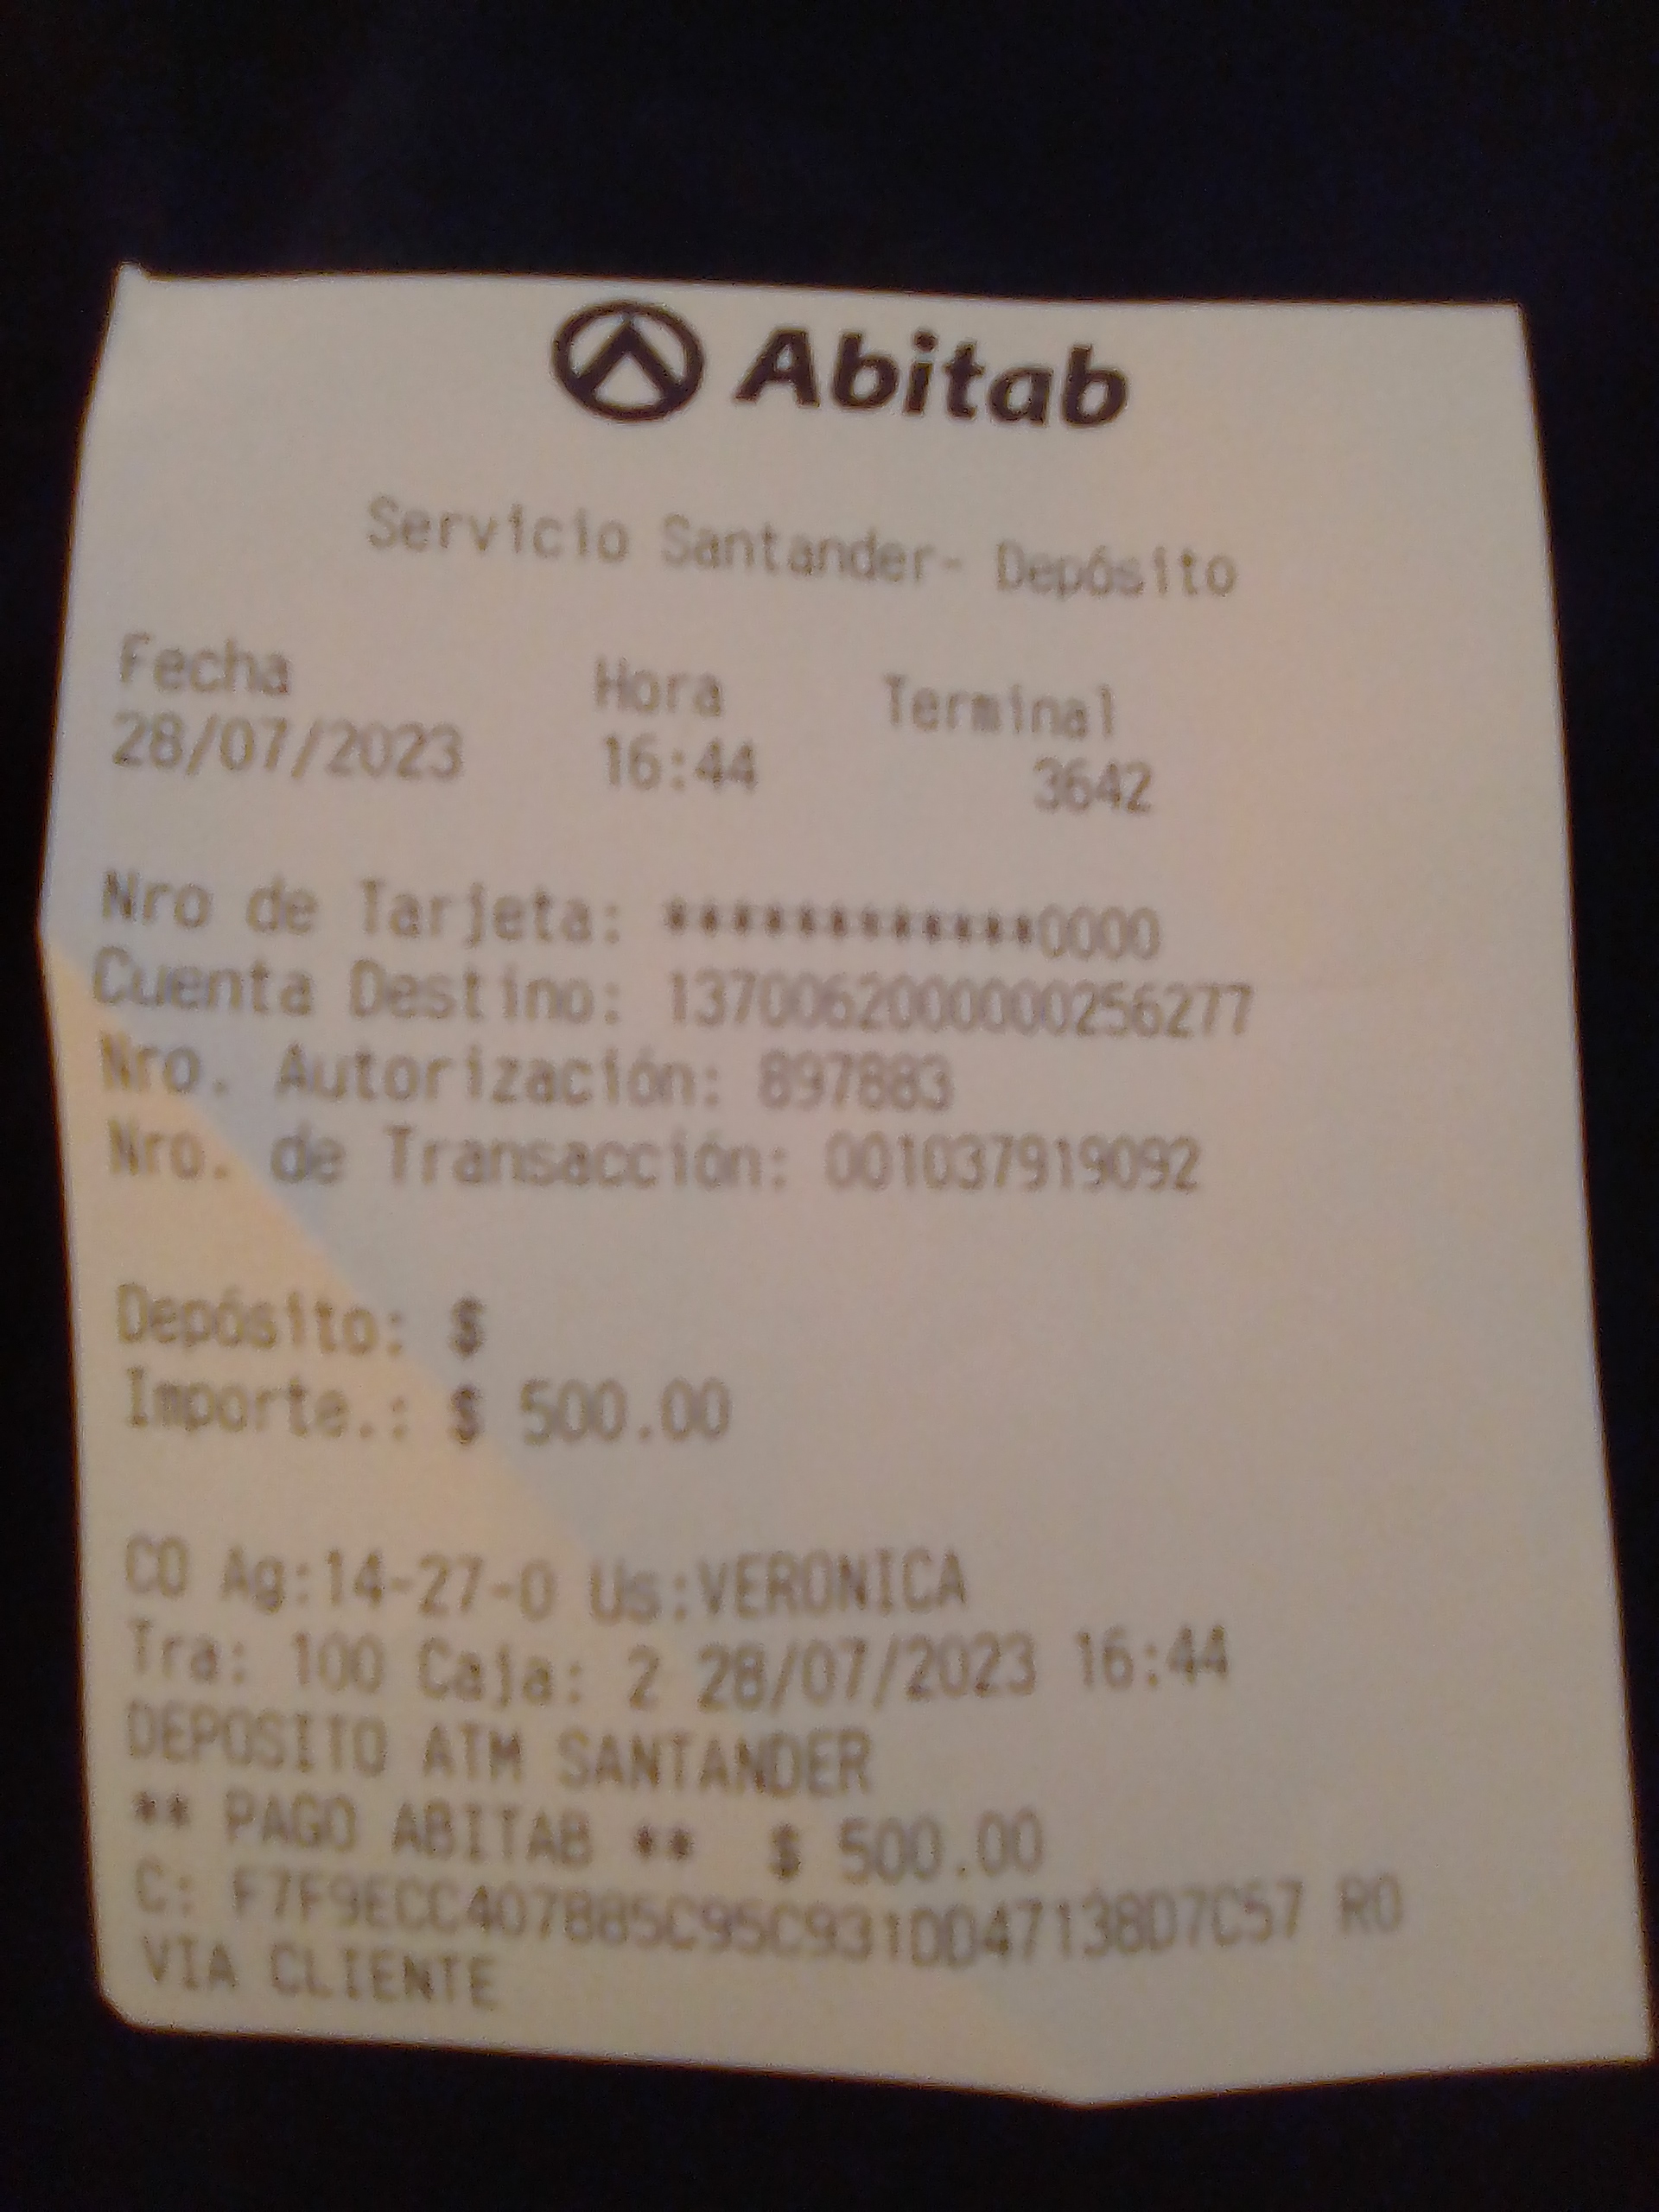 Abitab
Servicio Santander- Depósito
Fecha Hora Terminal
28/07/2023 16:44 3642
Nro de Tarjeta: ************0000
Cuenta Destino: 1370062000000256277
Nro. Autorización: 897883
Nro. de Transacción: 001037919092
Depósito: $
Importe.: $ 500.00
CO Ag:14-27-0 Us:VERONICA
Tra: 100 Caja: 2 28/07/2023 16:44
DEPOSITO ATM SANTANDER
** PAGO ABITAB ** $ 500.00
C: RO
VIA CLIENTE